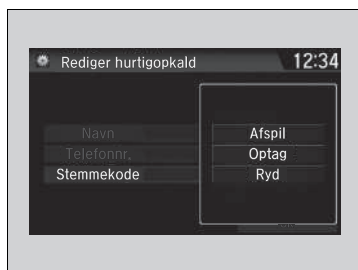 Rediger hurtigopkald 12:34
Navn
Telefonnr.
Stemmekode
Afspil
Optag
Ryd